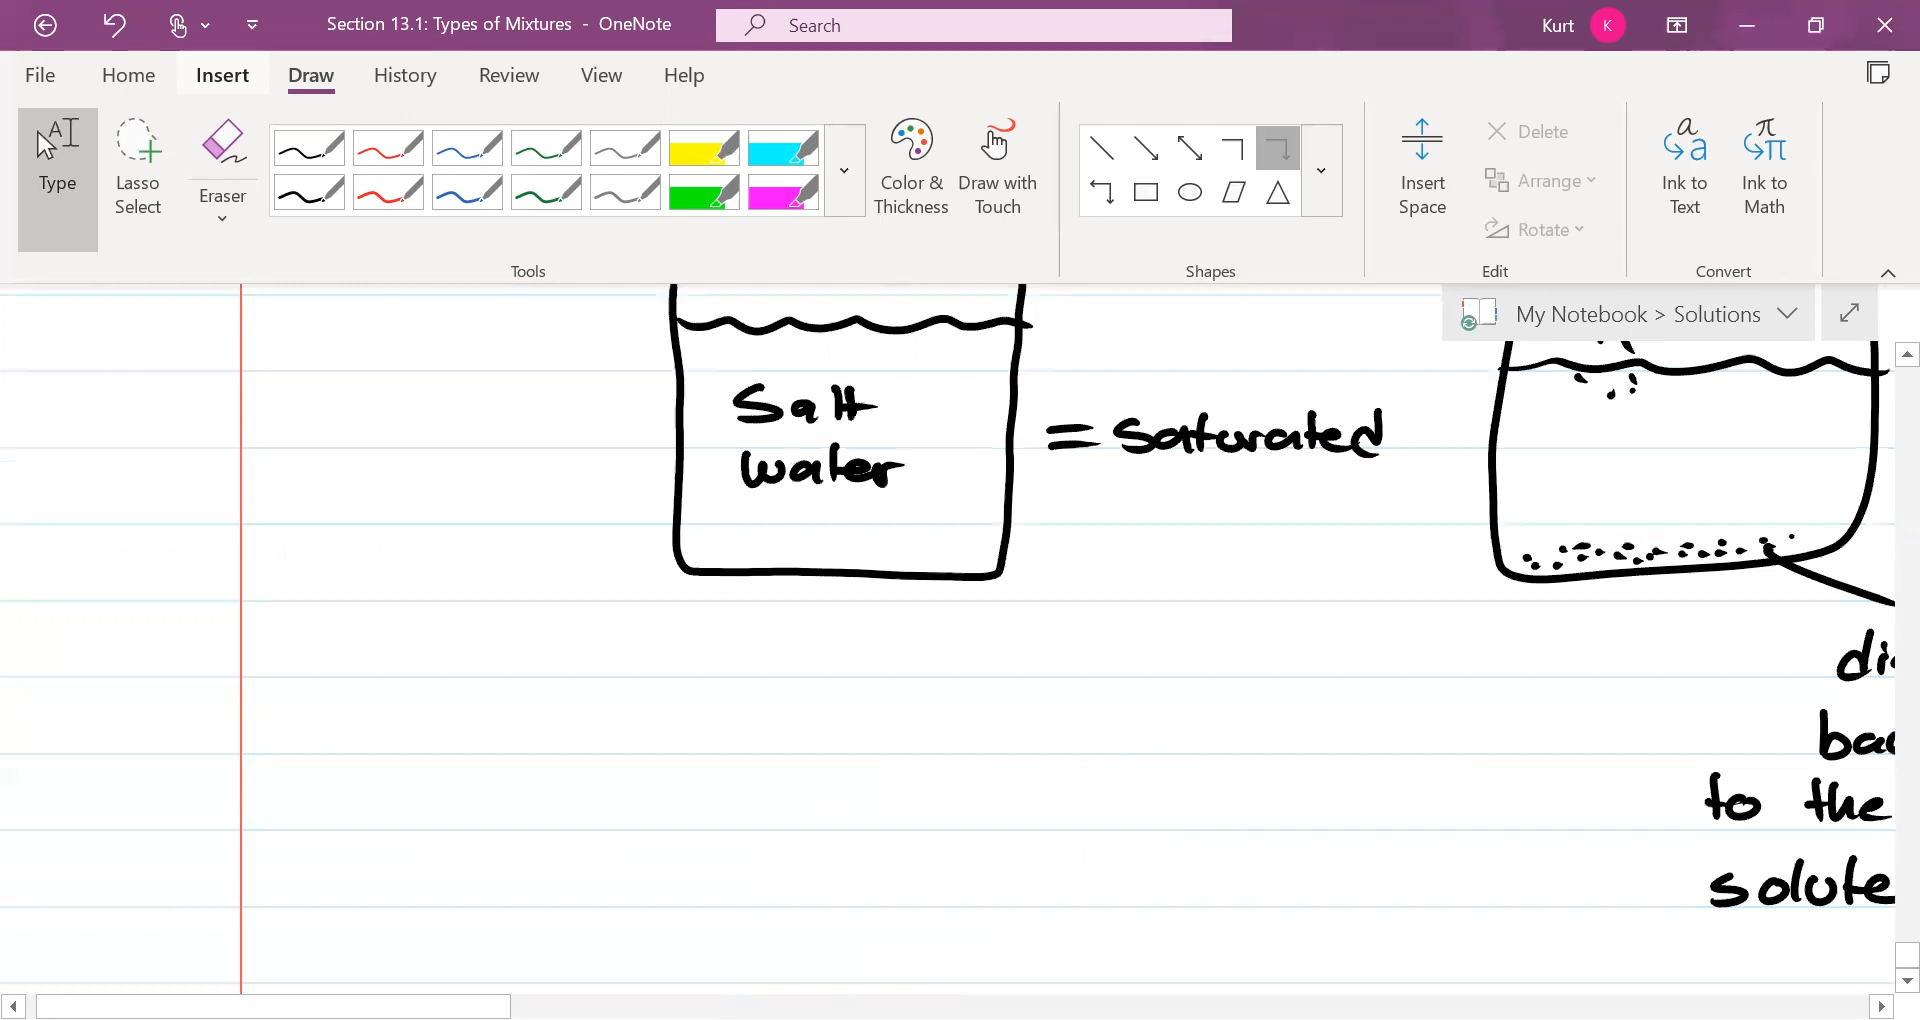 Section 13.1: Types of Mixtures - OneNote
Search
Kurt
K
File
Home
Insert
Draw
History
Review
View
Help
Type
Lasso
Select
Eraser
Color &
Thickness
Draw with
Touch
Insert
Space
Delete
Arrange
Rotate
Ink to
Text
Ink to
Math
Tools
Shapes
Edit
Convert
My Notebook > Solutions
Salt
water
= Saturated
to the
solute